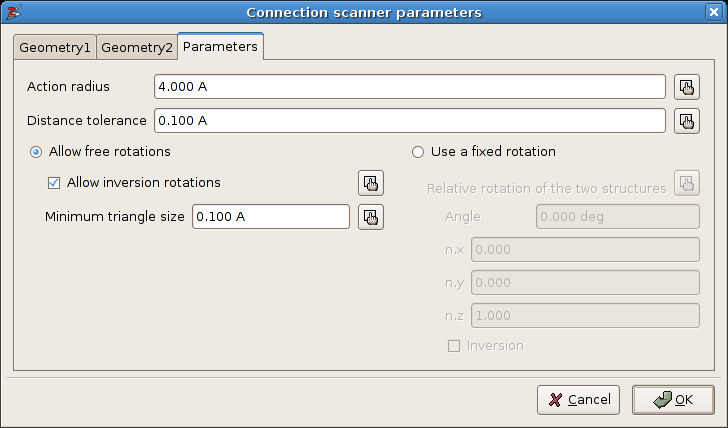 Connection scanner parameters
Geometry1 Geometry2 Parameters
Action radius 4.000 A
Distance tolerance 0.100 A
Allow free rotations Use a fixed rotation
Allow inversion rotations Relative rotation of the two structures
Minimum triangle size 0.100 A Angle 0.000 deg
n.x 0.000
n.y 0.000
n.z 1.000
Inversion
Cancel OK